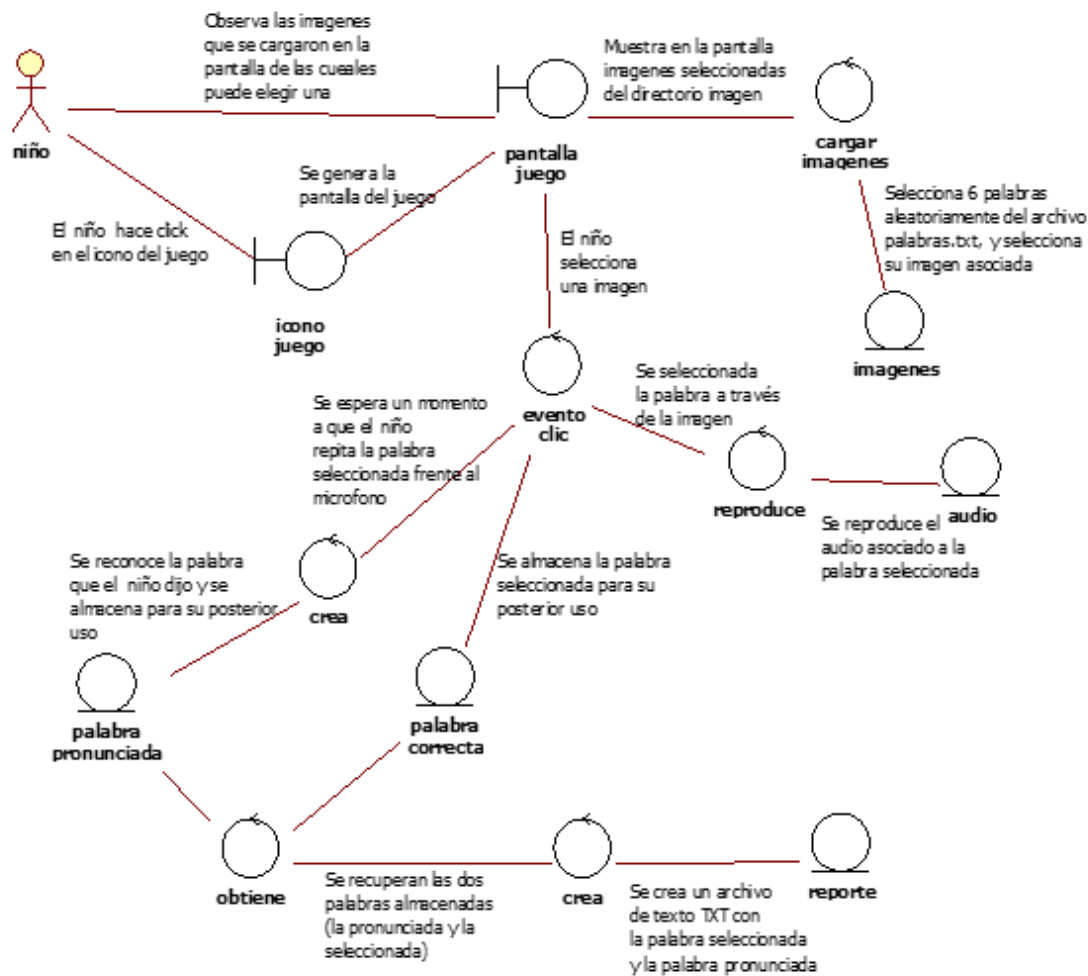 Observa las imagenes
que se cargaron en la
pantalla de las cueales
puede elegir una
Muestra en la pantalla
imagenes seleccionadas
del directorio imagen
niño
pantalla
juego
cargar
imagenes
Se genera la
pantalla del juego
El niño hace click
en el icono del juego
Selecciona 6 palabras
aleatoriamente del archivo
palabras.txt, y selecciona
su imagen asociada
El niño
selecciona
una imagen
icono
juego
imagenes
Se seleccionada
la palabra a través
de la imagen
evento
clic
Se espera un momento
a que el niño
repita la palabra
seleccionada frente al
microfono
reproduce
audio
Se reproduce el
audio asociado a la
palabra seleccionada
Se reconoce la palabra
que el niño dijo y se
almacena para su posterior
uso
Se almacena la palabra
seleccionada para su
posterior uso
crea
palabra
pronunciada
palabra
correcta
obtiene
Se recuperan las dos
palabras almacenadas
(la pronunciada y la
seleccionada)
crea
Se crea un archivo
de texto TXT con
la palabra seleccionada
y la palabra pronunciada
reporte